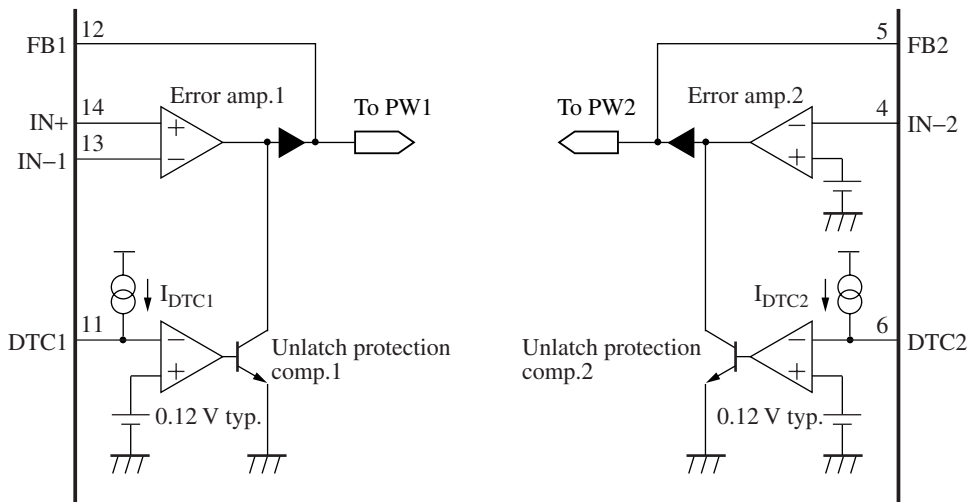 12
FB1
5
FB2
Error amp.1
To PW1
To PW2
Error amp.2
14
IN+
+
4
IN−2
−
13
IN−1
−
+
I_DTC1
I_DTC2
11
DTC1
−
6
DTC2
−
+
Unlatch protection
comp.1
Unlatch protection
comp.2
+
0.12 V typ.
0.12 V typ.